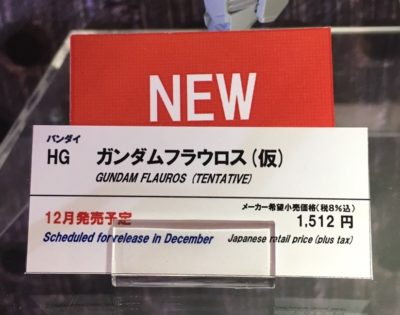 NEW
バンダイ
HG ガンダムフラウロス(仮)
GUNDAM FLAUROS (TENTATIVE)
メーカー希望小売価格(税8%込)
12月発売予定 1,512 円
Scheduled for release in December Japanese retail price (plus tax)